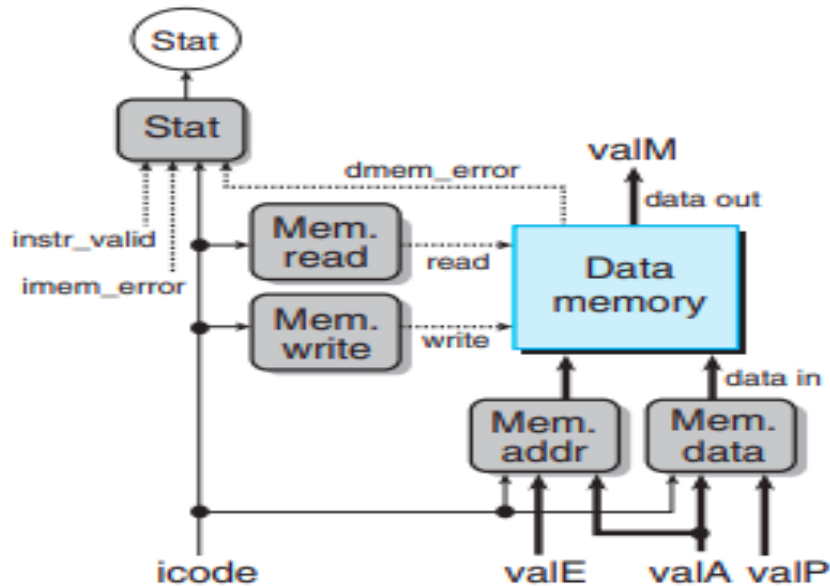 Stat
Stat
valM
dmem_error
data out
instr_valid
Mem.
read
read
Data
memory
imem_error
Mem.
write
write
data in
Mem.
addr
Mem.
data
icode
valE
valA
valP